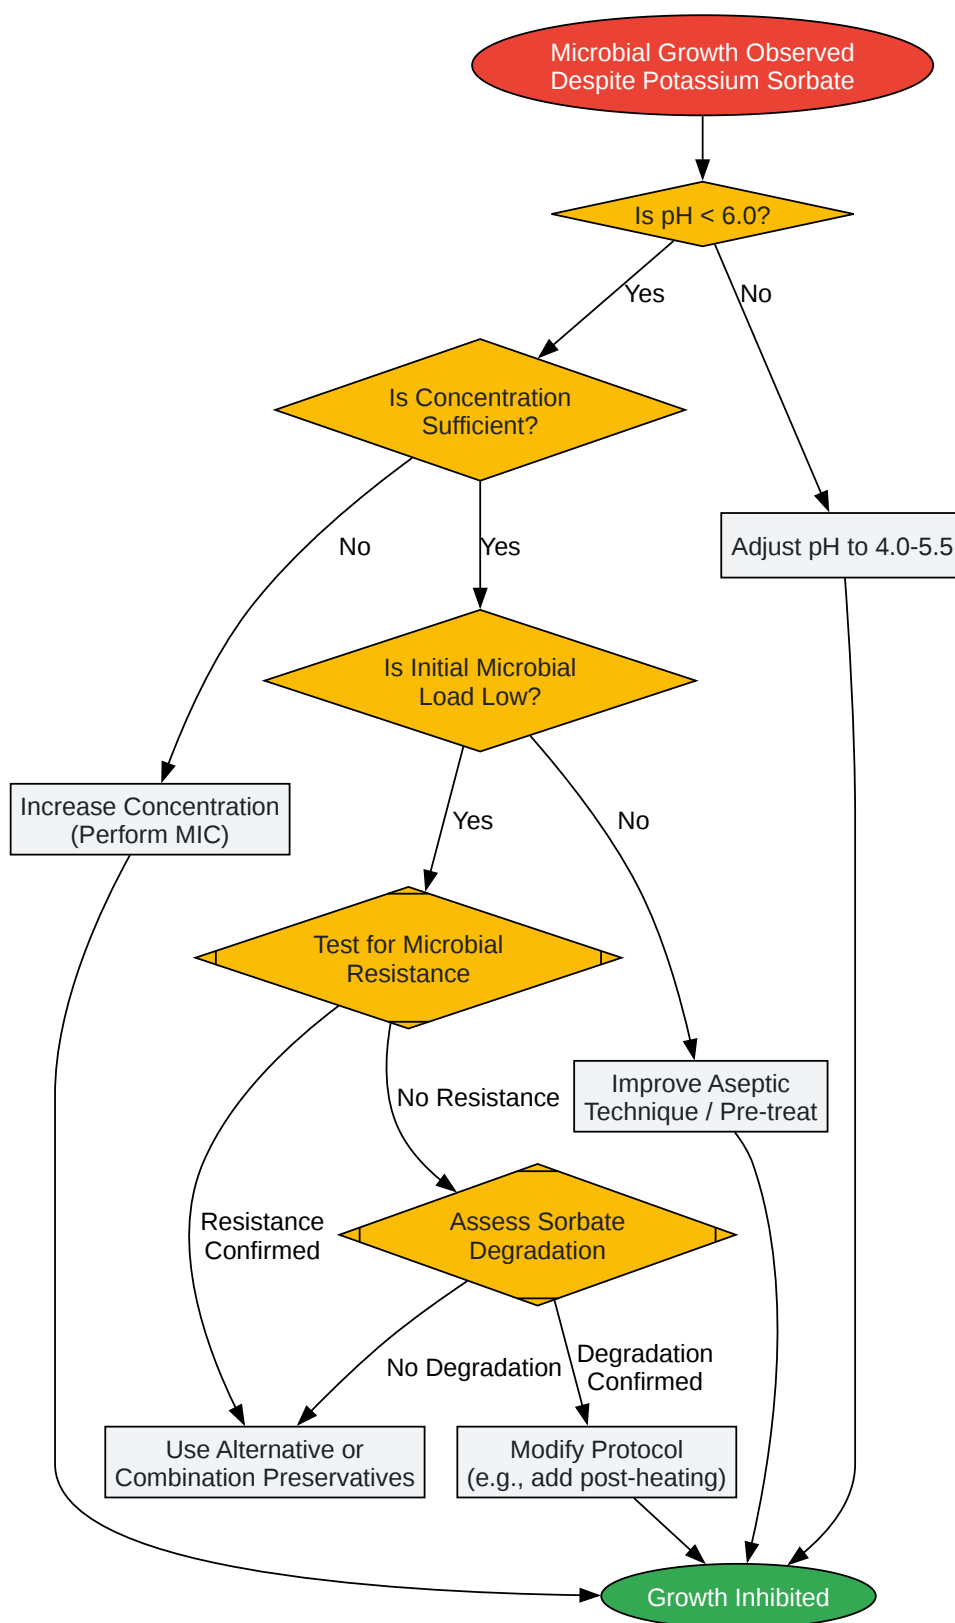 Microbial Growth Observed
Despite Potassium Sorbate
Is pH < 6.0?
Yes
No
Is Concentration
Sufficient?
No
Yes
Adjust pH to 4.0-5.5
Is Initial Microbial
Load Low?
Increase Concentration
(Perform MIC)
Yes
No
Test for Microbial
Resistance
Improve Aseptic
Technique / Pre-treat
No Resistance
Resistance
Confirmed
Assess Sorbate
Degradation
No Degradation
Degradation
Confirmed
Use Alternative or
Combination Preservatives
Modify Protocol
(e.g., add post-heating)
Growth Inhibited